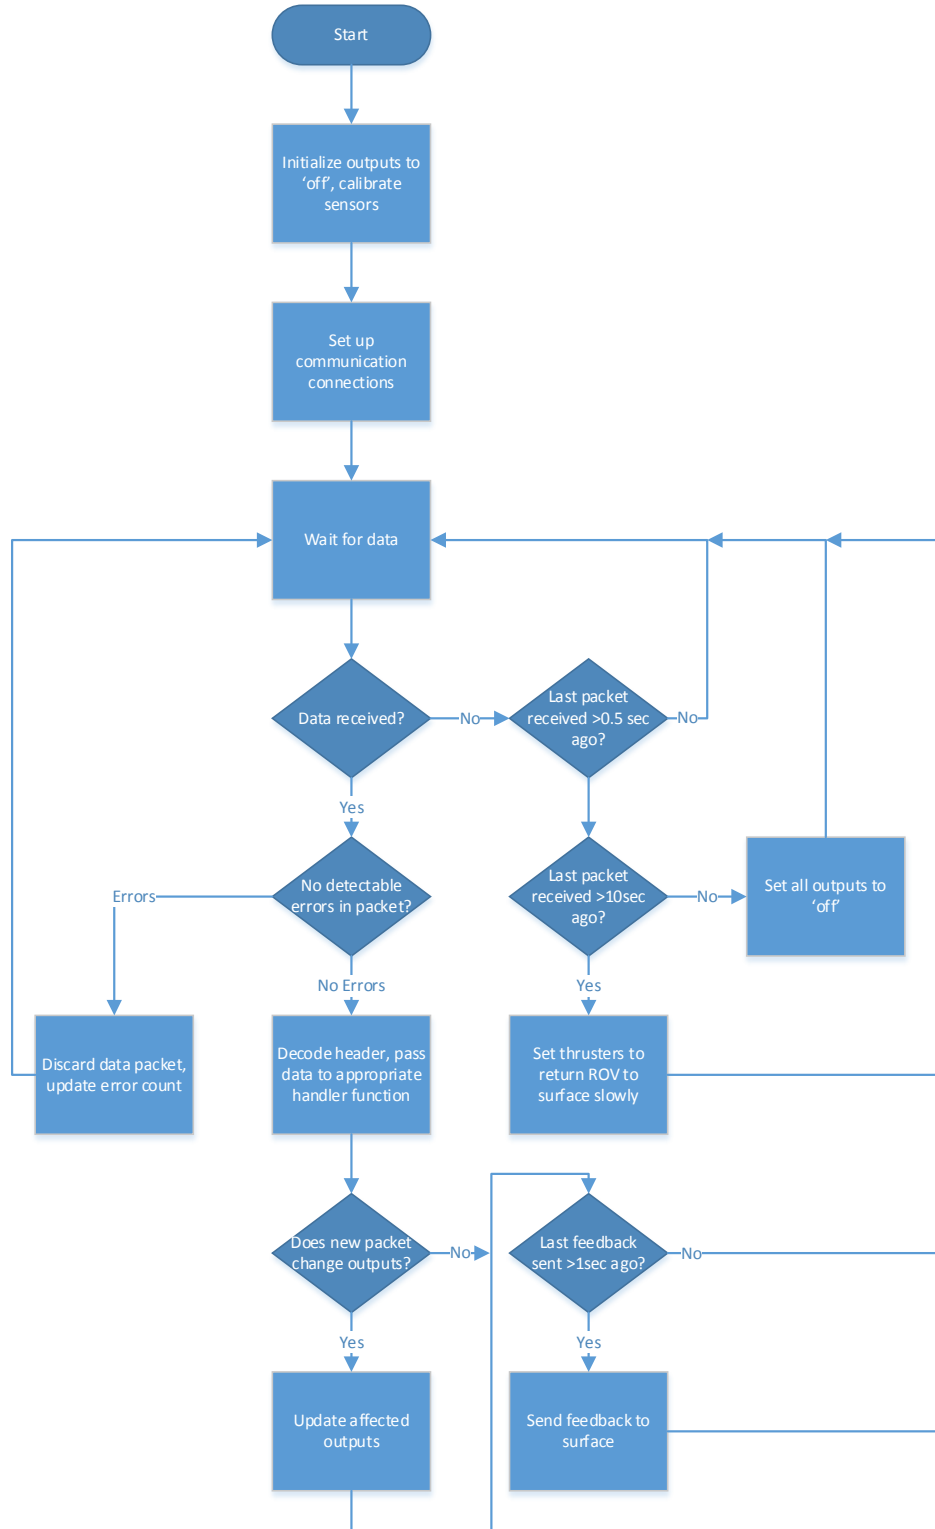 Start
Initialize outputs to
‘off’, calibrate
sensors
Set up
communication
connections
Wait for data
Data received?
No
Last packet
received >0.5 sec
ago?
No
Yes
No detectable
errors in packet?
Errors
Last packet
received >10sec
ago?
No
Set all outputs to
‘off’
No Errors
Yes
Discard data packet,
update error count
Decode header, pass
data to appropriate
handler function
Set thrusters to
return ROV to
surface slowly
Does new packet
change outputs?
No
Last feedback
sent >1sec ago?
No
Yes
Yes
Update affected
outputs
Send feedback to
surface